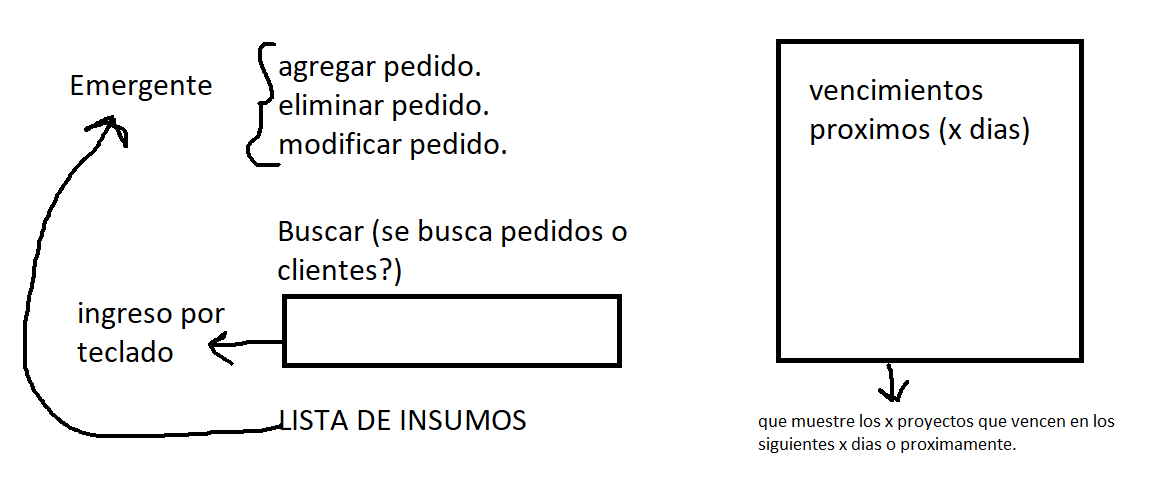 Emergente
agregar pedido.
eliminar pedido.
modificar pedido.
Buscar (se busca pedidos o
clientes?)
ingreso por
teclado
LISTA DE INSUMOS
vencimientos
proximos (x dias)
que muestre los x proyectos que vencen en los
siguientes x dias o proximamente.